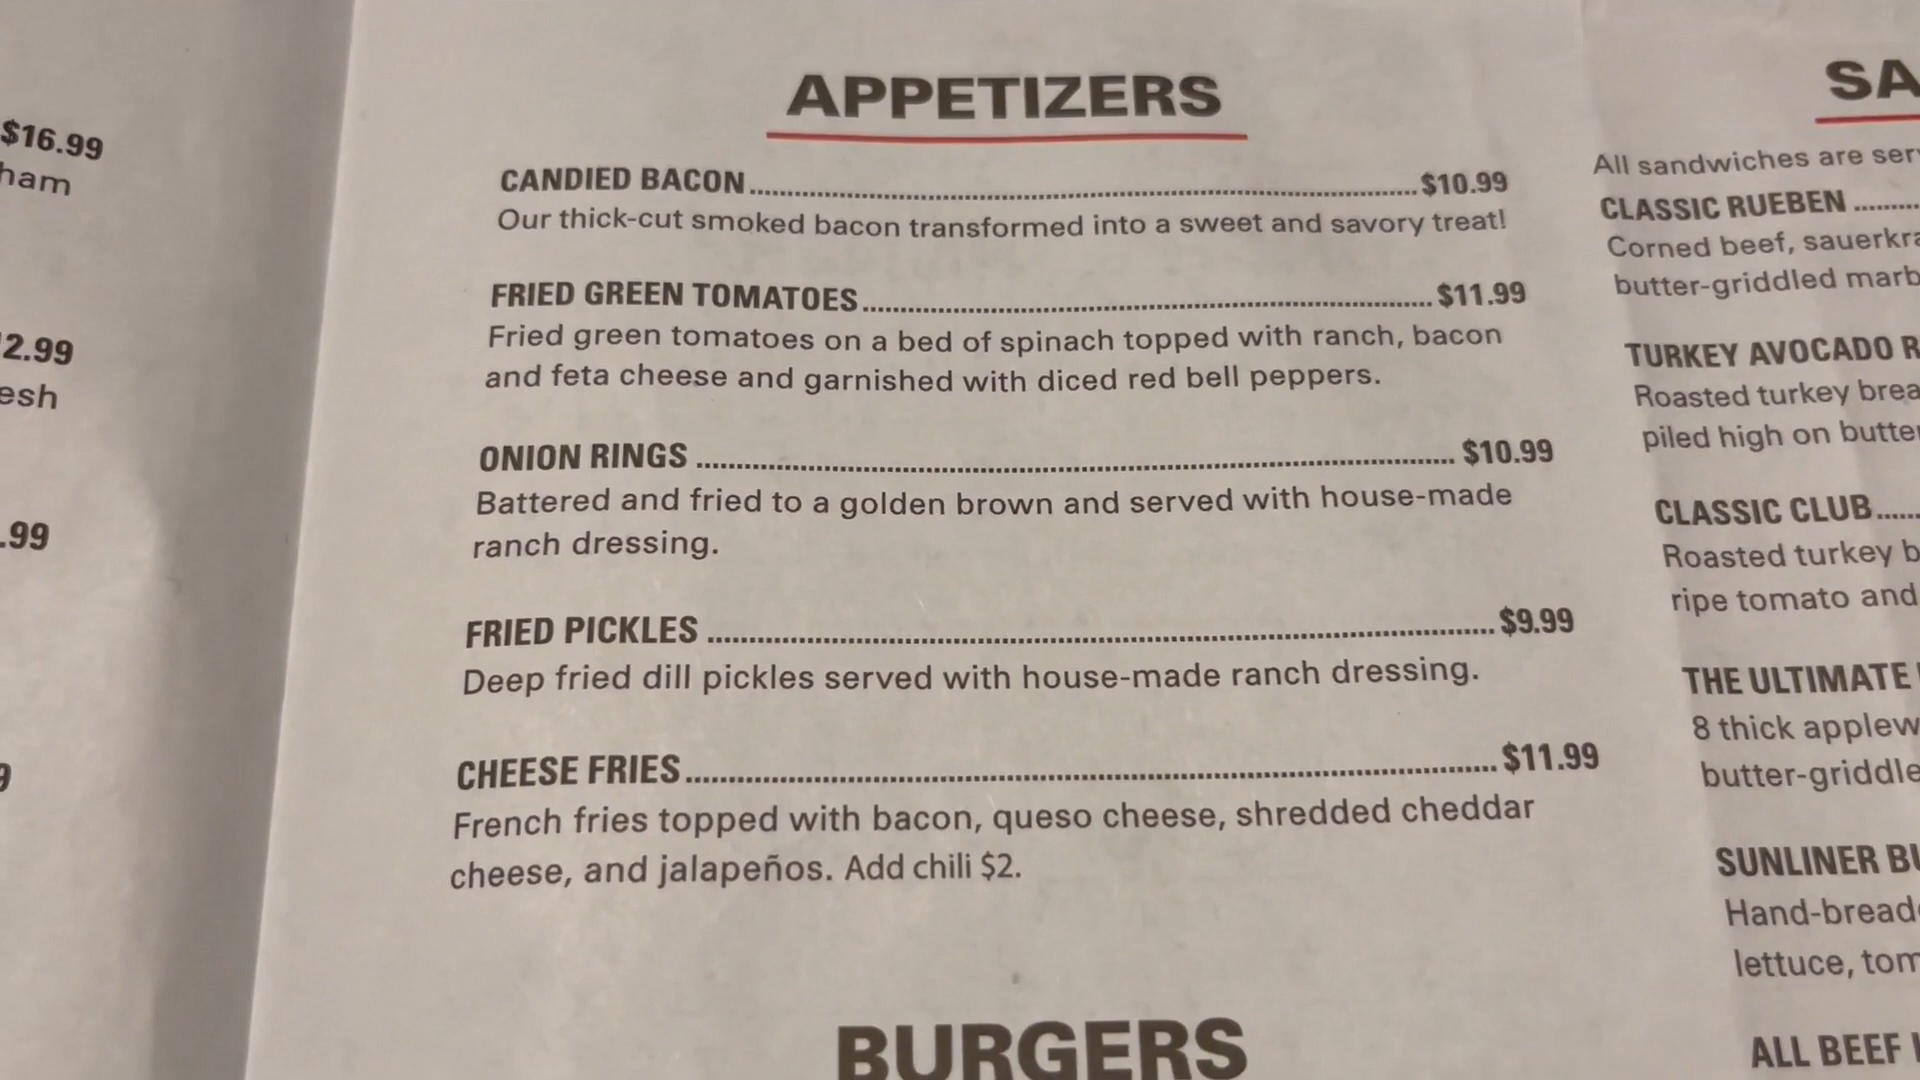 $16.99
ham
2.99
esh
.99
9
APPETIZERS
CANDIED BACON $10.99
Our thick-cut smoked bacon transformed into a sweet and savory treat!
FRIED GREEN TOMATOES $11.99
Fried green tomatoes on a bed of spinach topped with ranch, bacon
and feta cheese and garnished with diced red bell peppers.
ONION RINGS $10.99
Battered and fried to a golden brown and served with house-made
ranch dressing.
FRIED PICKLES $9.99
Deep fried dill pickles served with house-made ranch dressing.
CHEESE FRIES $11.99
French fries topped with bacon, queso cheese, shredded cheddar
cheese, and jalapeños. Add chili $2.
BURGERS
SA
All sandwiches are ser
CLASSIC RUEBEN
Corned beef, sauerkra
butter-griddled marb
TURKEY AVOCADO R
Roasted turkey brea
piled high on butter
CLASSIC CLUB
Roasted turkey b
ripe tomato and
THE ULTIMATE
8 thick applew
butter-griddle
SUNLINER BU
Hand-bread
lettuce, tom
ALL BEEF